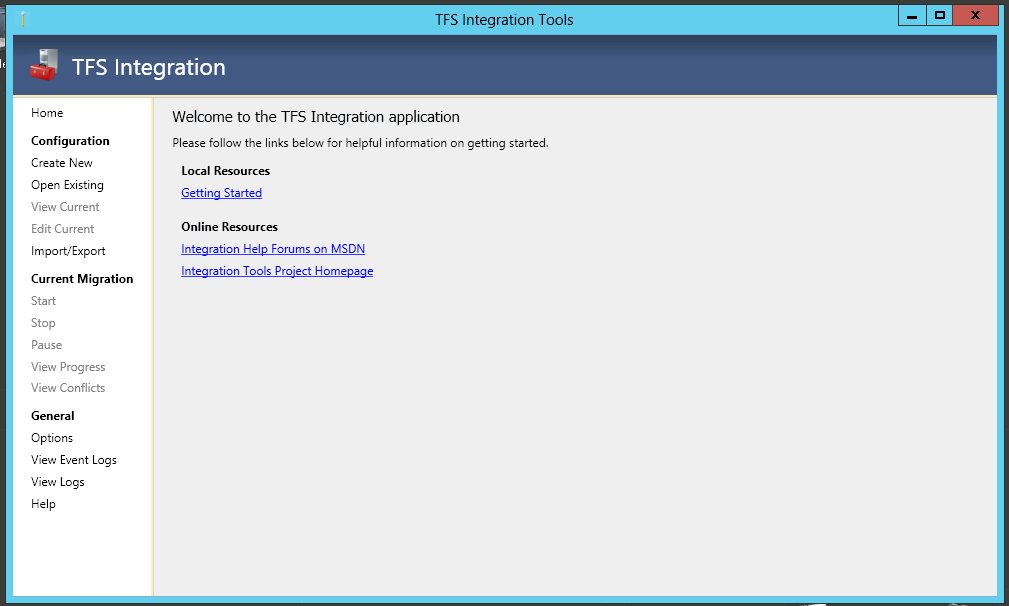 TFS Integration Tools
TFS Integration
Home
Configuration
Create New
Open Existing
View Current
Edit Current
Import/Export
Current Migration
Start
Stop
Pause
View Progress
View Conflicts
General
Options
View Event Logs
View Logs
Help
Welcome to the TFS Integration application
Please follow the links below for helpful information on getting started.
Local Resources
Getting Started
Online Resources
Integration Help Forums on MSDN
Integration Tools Project Homepage